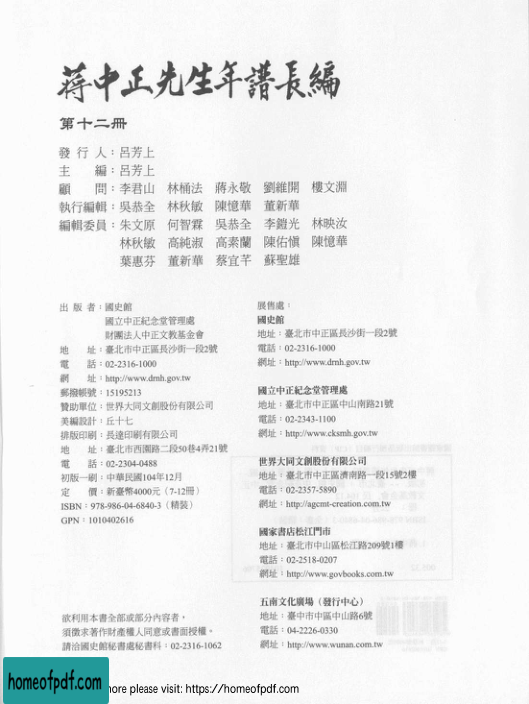 蔣中正先生年譜長編
第十二冊
發行人：呂芳上
主編：呂芳上
顧問：李君山 林桶法 蔣永敬 劉維開 樓文淵
執行編輯：吳恭全 林秋敏 陳憶華 董新華
編輯委員：朱文原 何智霖 吳恭全 李鎧光 林映汝
林秋敏 高純淑 高素蘭 陳佑慎 陳憶華
葉惠芬 董新華 蔡宜芊 蘇聖雄
出版者：國史館
國立中正紀念堂管理處
財團法人中正文教基金會
地址：臺北市中正區長沙街一段2號
電話：02-2316-1000
網址：http://www.drnh.gov.tw
郵撥帳號：15195213
贊助單位：世界大同文創股份有限公司
美編設計：丘十七
排版印刷：長達印刷有限公司
地址：臺北市西園路二段50巷4弄21號
電話：02-2304-0488
初版一刷：中華民國104年12月
定價：新臺幣4000元（7-12冊）
ISBN：978-986-04-6840-3（精裝）
GPN：1010402616
欲利用本書全部或部分內容者，
須徵求著作財產權人同意或書面授權。
請洽國史館秘書處秘書科：02-2316-1062
展售處：
國史館
地址：臺北市中正區長沙街一段2號
電話：02-2316-1000
網址：http://www.drnh.gov.tw
國立中正紀念堂管理處
地址：臺北市中正區中山南路21號
電話：02-2343-1100
網址：http://www.cksmh.gov.tw
世界大同文創股份有限公司
地址：臺北市中正區濟南路一段15號2樓
電話：02-2357-5890
網址：http://agcmt-creation.com.tw
國家書店松江門市
地址：臺北市中山區松江路209號1樓
電話：02-2518-0207
網址：http://www.govbooks.com.tw
五南文化廣場（發行中心）
地址：臺中市中區中山路6號
電話：04-2226-0330
網址：http://www.wunan.com.tw
homeofpdf.com
more please visit: https://homeofpdf.com